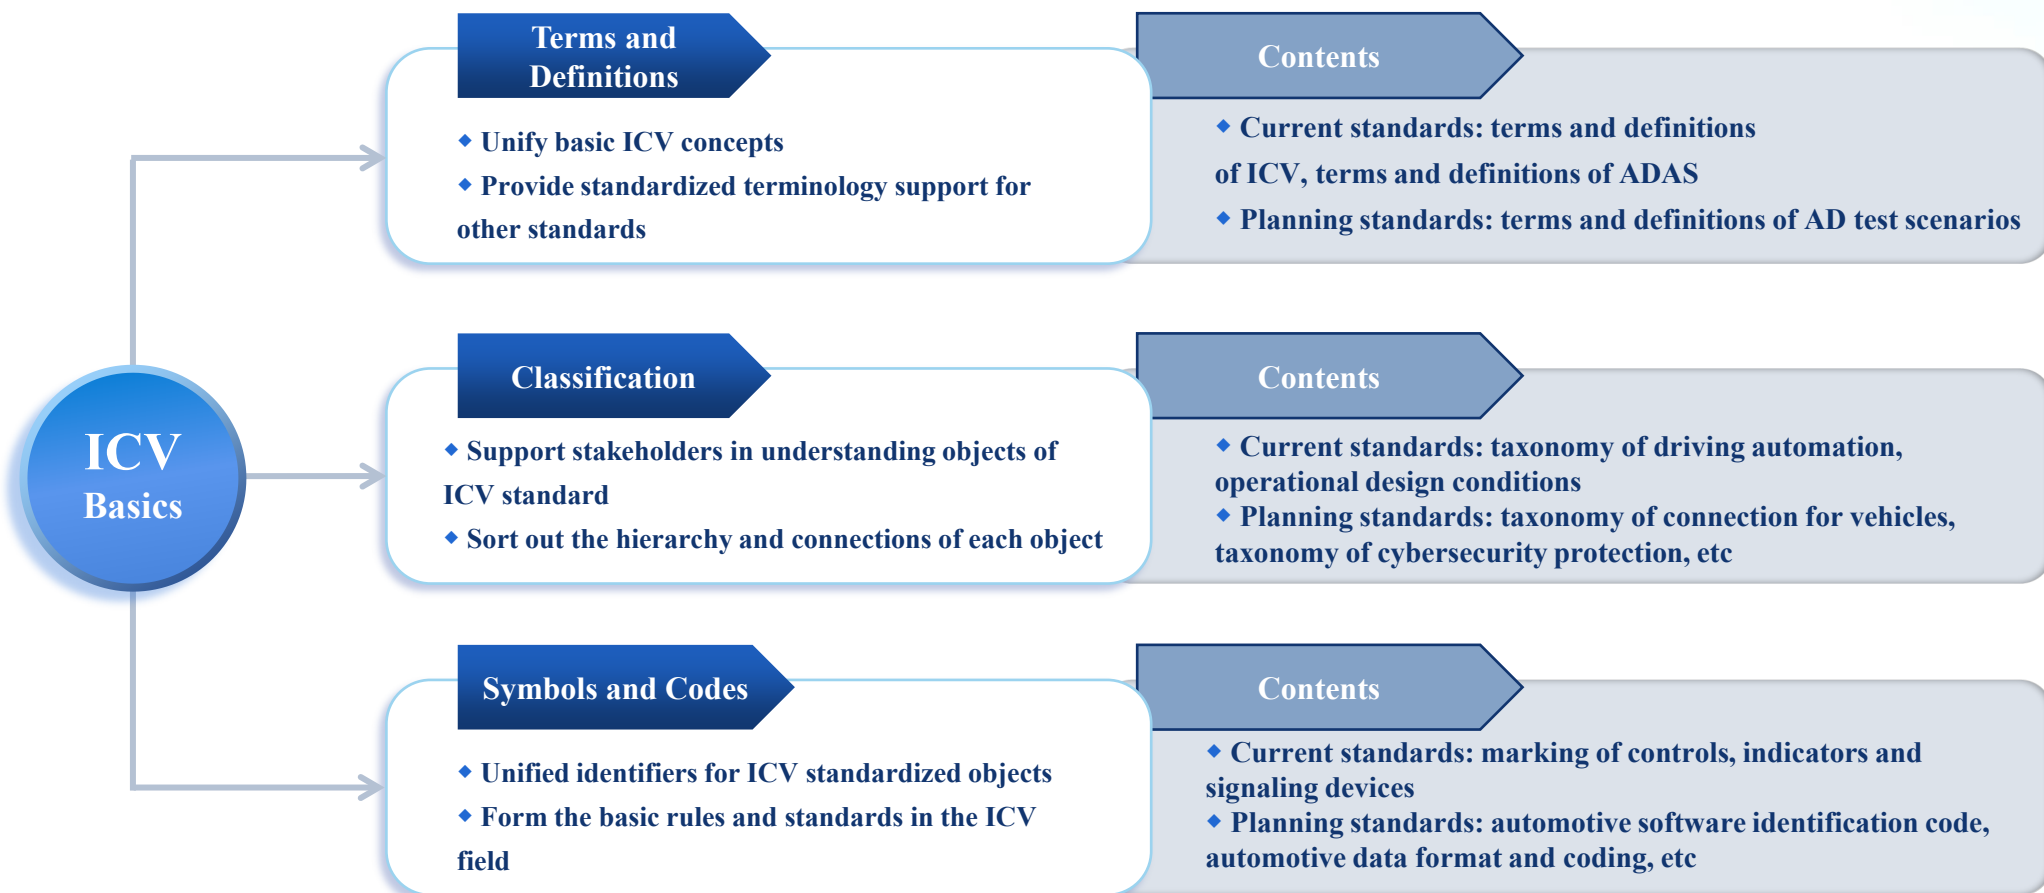 ICV
Basics
Terms and
Definitions
◆ Unify basic ICV concepts
◆ Provide standardized terminology support for
other standards
Contents
◆ Current standards: terms and definitions
of ICV, terms and definitions of ADAS
◆ Planning standards: terms and definitions of AD test scenarios
Classification
◆ Support stakeholders in understanding objects of
ICV standard
◆ Sort out the hierarchy and connections of each object
Contents
◆ Current standards: taxonomy of driving automation,
operational design conditions
◆ Planning standards: taxonomy of connection for vehicles,
taxonomy of cybersecurity protection, etc
Symbols and Codes
◆ Unified identifiers for ICV standardized objects
◆ Form the basic rules and standards in the ICV
field
Contents
◆ Current standards: marking of controls, indicators and
signaling devices
◆ Planning standards: automotive software identification code,
automotive data format and coding, etc